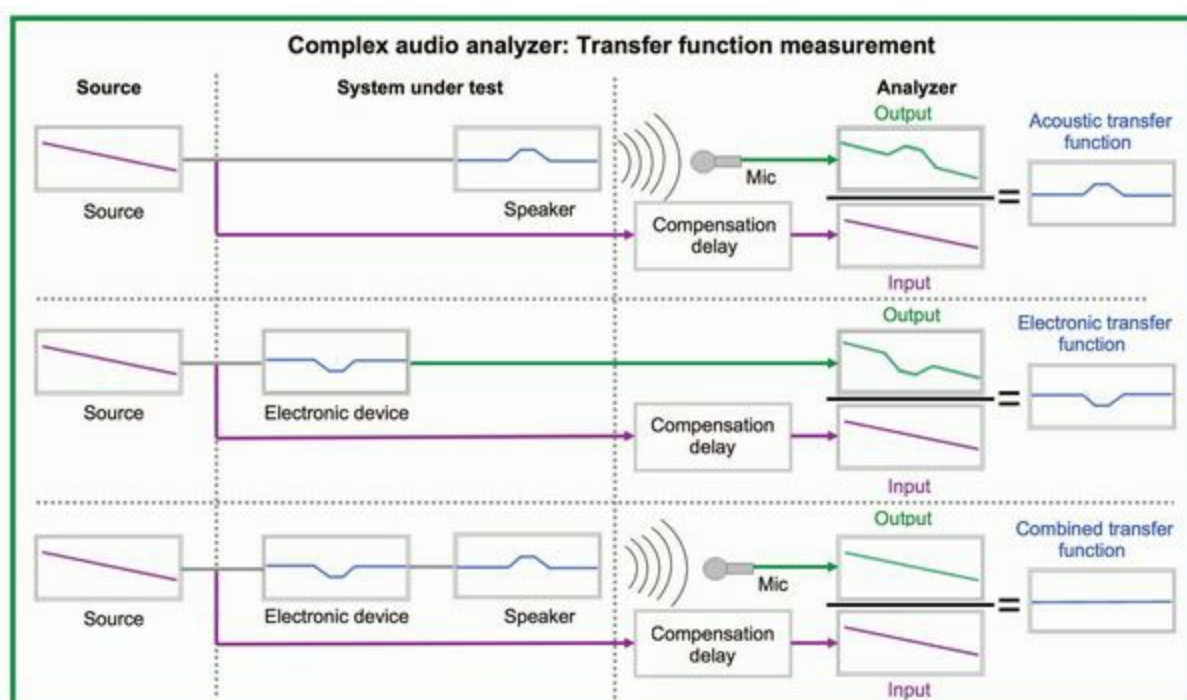 Complex audio analyzer: Transfer function measurement
Source
System under test
Analyzer
Output
Acoustic transfer
function
Mic
Source
Speaker
Compensation
delay
=
Input
Output
Electronic transfer
function
Source
Electronic device
Compensation
delay
=
Input
Output
Combined transfer
function
Mic
Source
Electronic device
Speaker
Compensation
delay
=
Input